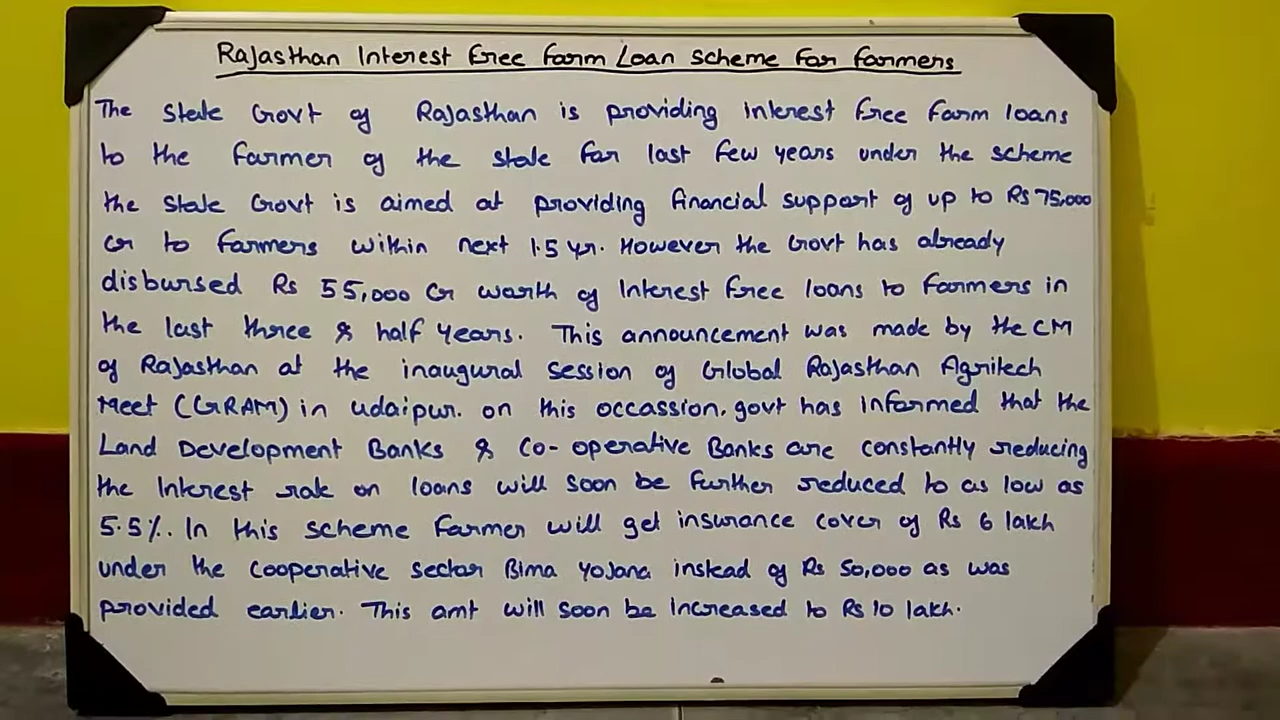 Rajasthan Interest Free Farm Loan Scheme For Farmers
The State Govt of Rajasthan is providing interest free farm loans
to the farmer of the state for last few years under the scheme
the State Govt is aimed at providing financial support of up to Rs 75,000
cr to farmers within next 1.5 yr. However the Govt has already
disbursed Rs 55,000 Cr worth of Interest free loans to farmers in
the last three & half years. This announcement was made by the CM
of Rajasthan at the inaugural session of Global Rajasthan Agritech
Meet (GRAM) in Udaipur. on this occassion. govt has informed that the
Land Development Banks & Co-operative Banks are constantly reducing
the Interest rate on loans will soon be further reduced to as low as
5.5%. In this scheme Farmer will get insurance cover of Rs 6 lakh
under the cooperative sector Bima Yojana instead of Rs 50,000 as was
provided earlier. This amt will soon be increased to Rs 10 lakh.